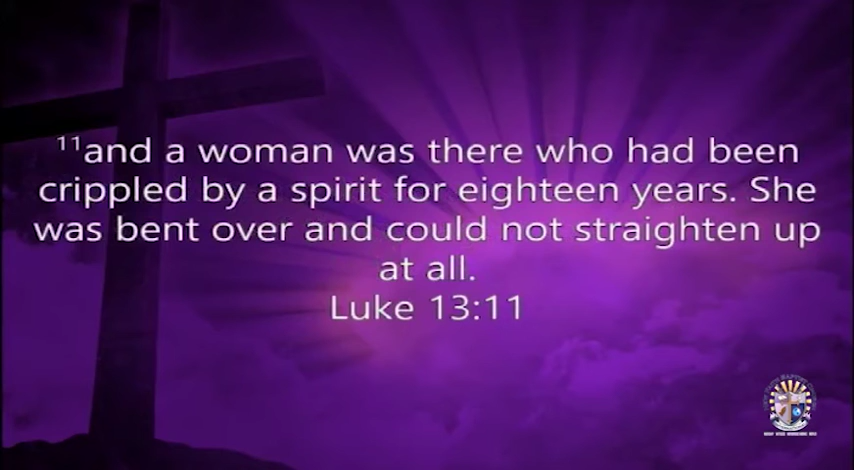 ¹¹and a woman was there who had been
crippled by a spirit for eighteen years. She
was bent over and could not straighten up
at all.
Luke 13:11